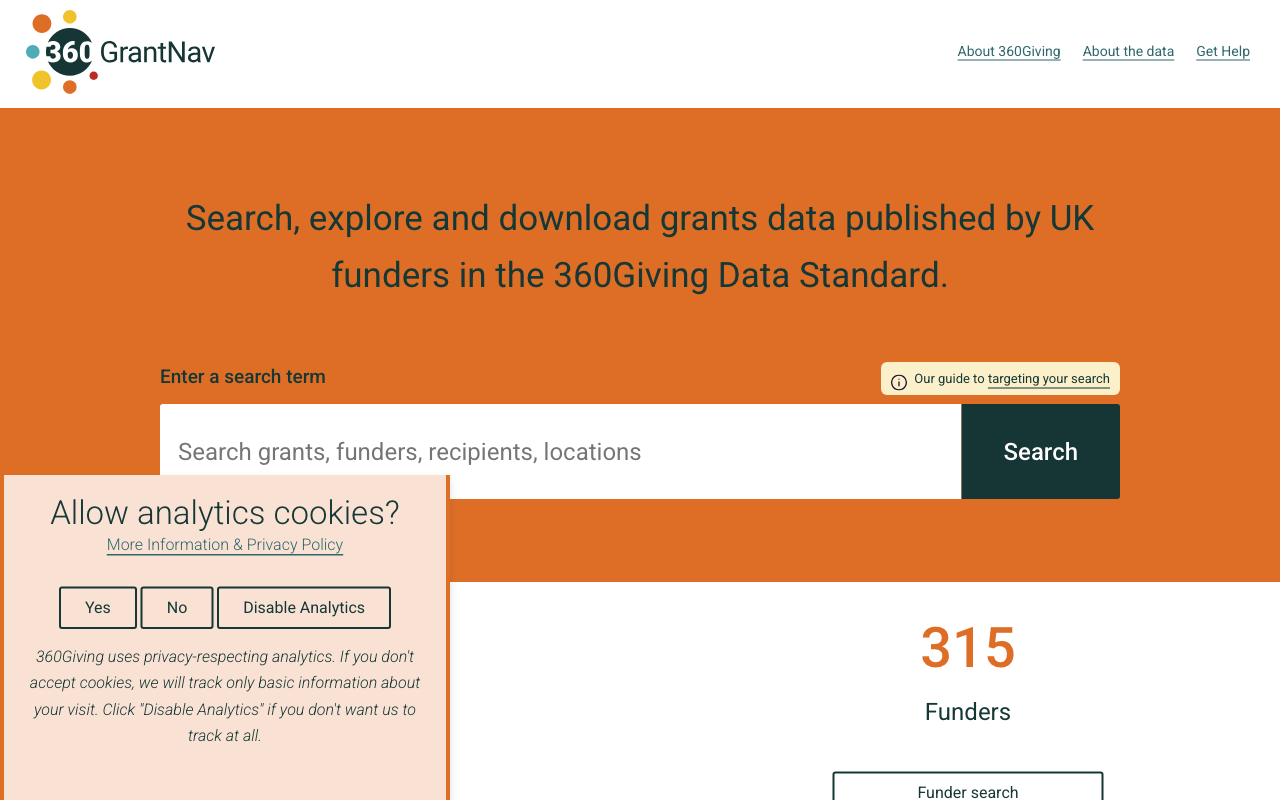 360 GrantNav
About 360Giving
About the data
Get Help
Search, explore and download grants data published by UK
funders in the 360Giving Data Standard.
Enter a search term
Our guide to targeting your search
Search grants, funders, recipients, locations
Search
Allow analytics cookies?
More Information & Privacy Policy
Yes
No
Disable Analytics
360Giving uses privacy-respecting analytics. If you don't
accept cookies, we will track only basic information about
your visit. Click "Disable Analytics" if you don't want us to
track at all.
315
Funders
Funder search